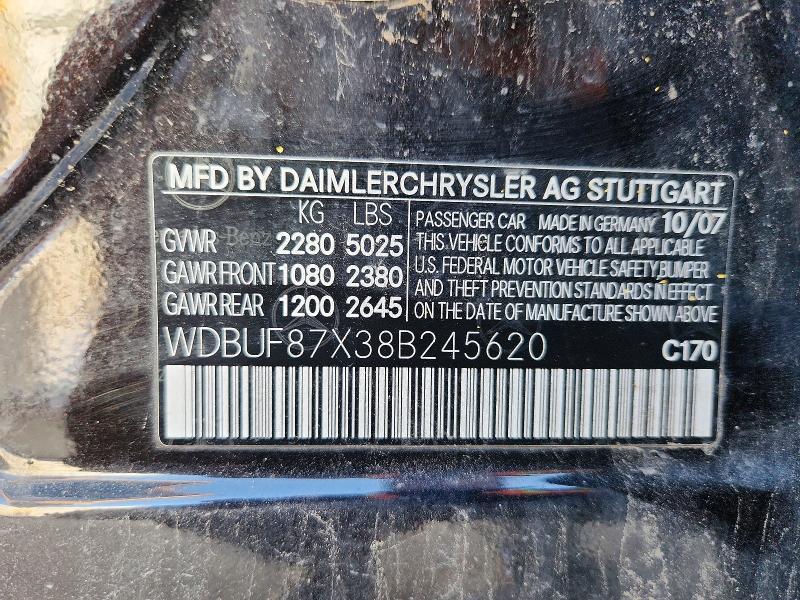 MFD BY DAIMLERCHRYSLER AG STUTTGART
KG LBS
GVWR 2280 5025
GAWR FRONT 1080 2380
GAWR REAR 1200 2645
PASSENGER CAR MADE IN GERMANY 10/07
THIS VEHICLE CONFORMS TO ALL APPLICABLE
U.S. FEDERAL MOTOR VEHICLE SAFETY BUMPER
AND THEFT PREVENTION STANDARDS IN EFFECT
ON THE DATE OF MANUFACTURE SHOWN ABOVE
WDBUF87X38B245620 C170